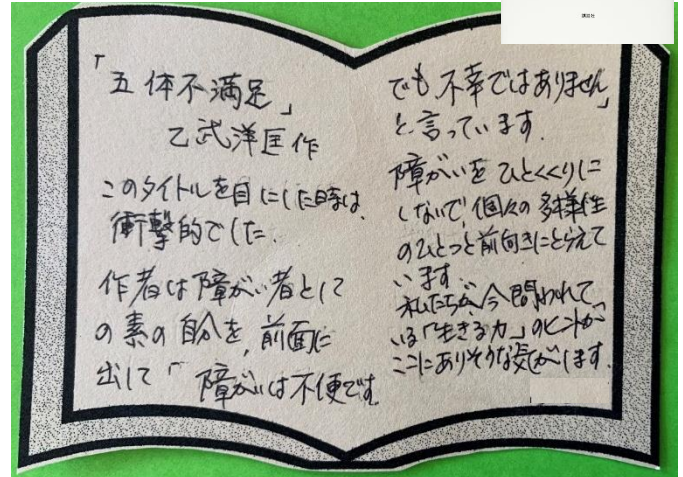 「五体不満足」
乙武洋匡作
このタイトルを目にした時は、
衝撃的でした。
作者は障がい者として
の素の自分を、前面に
出して「障がいは不便です
でも不幸ではありません」
と言っています。
障がいをひとくくりに
しないで、個々の多様性
のひとつと前向きにとらえて
います。
私たちが、今問われて
いる「生きる力」のヒントが
ここにありそうな気がします。
講談社